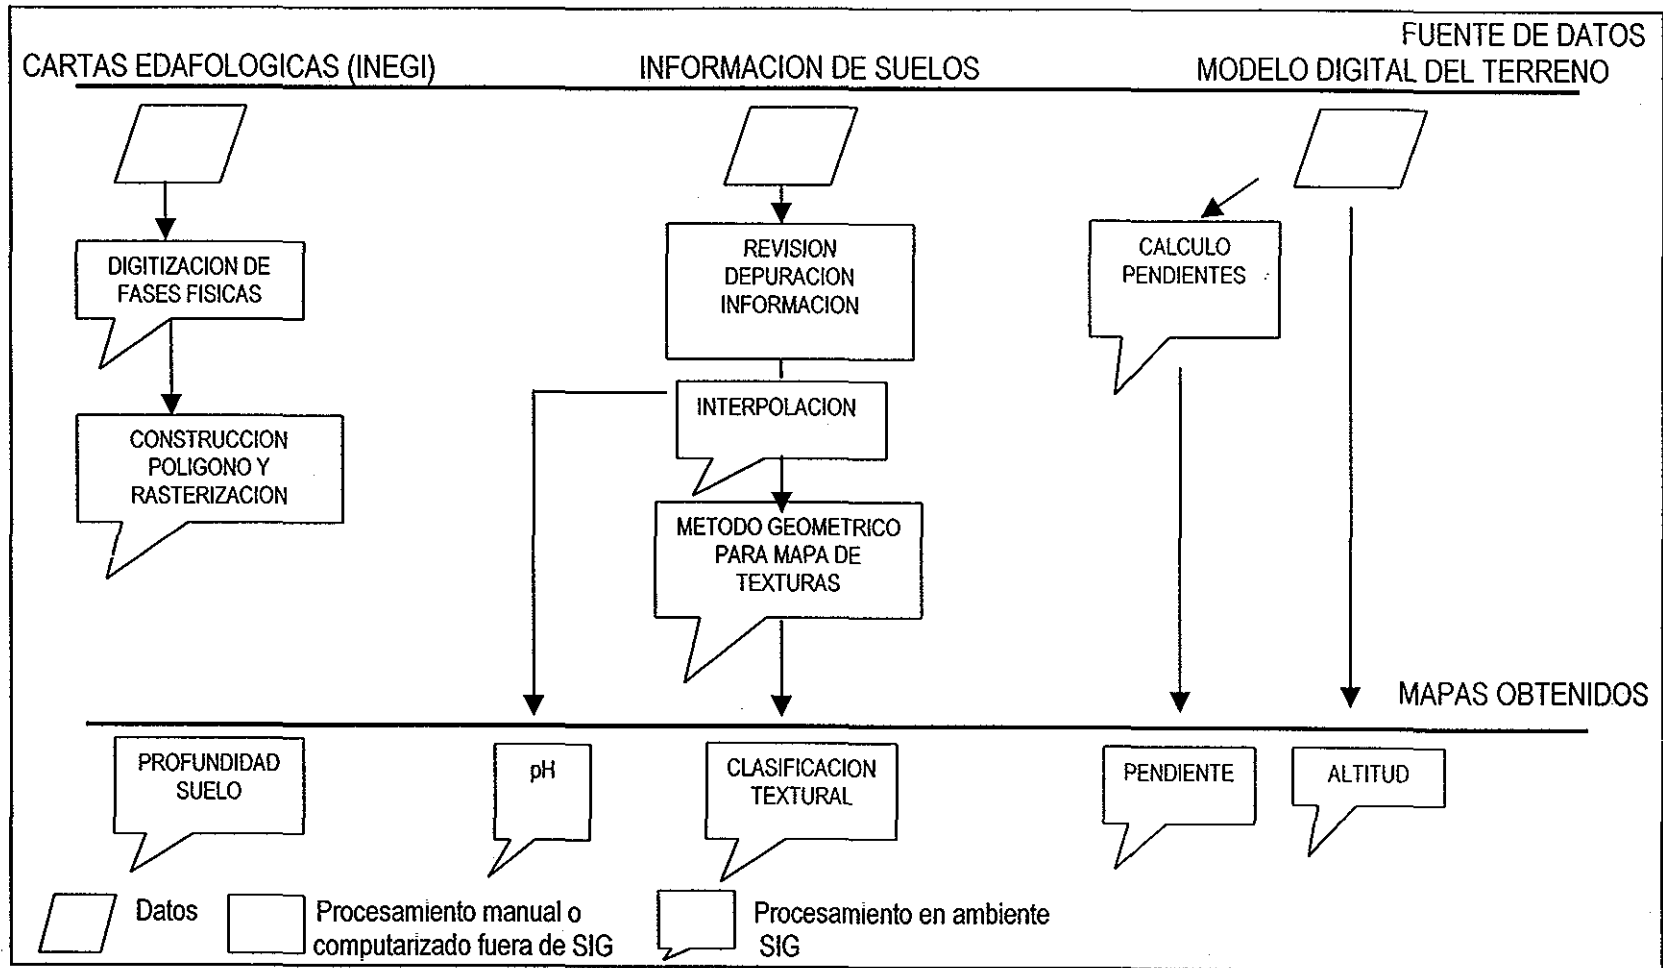 FUENTE DE DATOS
CARTAS EDAFOLOGICAS (INEGI)
INFORMACION DE SUELOS
MODELO DIGITAL DEL TERRENO
DIGITIZACION DE
FASES FISICAS
CONSTRUCCION
POLIGONO Y
RASTERIZACION
REVISION
DEPURACION
INFORMACION
INTERPOLACION
METODO GEOMETRICO
PARA MAPA DE
TEXTURAS
CALCULO
PENDIENTES
MAPAS OBTENIDOS
PROFUNDIDAD
SUELO
pH
CLASIFICACION
TEXTURAL
PENDIENTE
ALTITUD
Datos
Procesamiento manual o
computarizado fuera de SIG
Procesamiento en ambiente
SIG